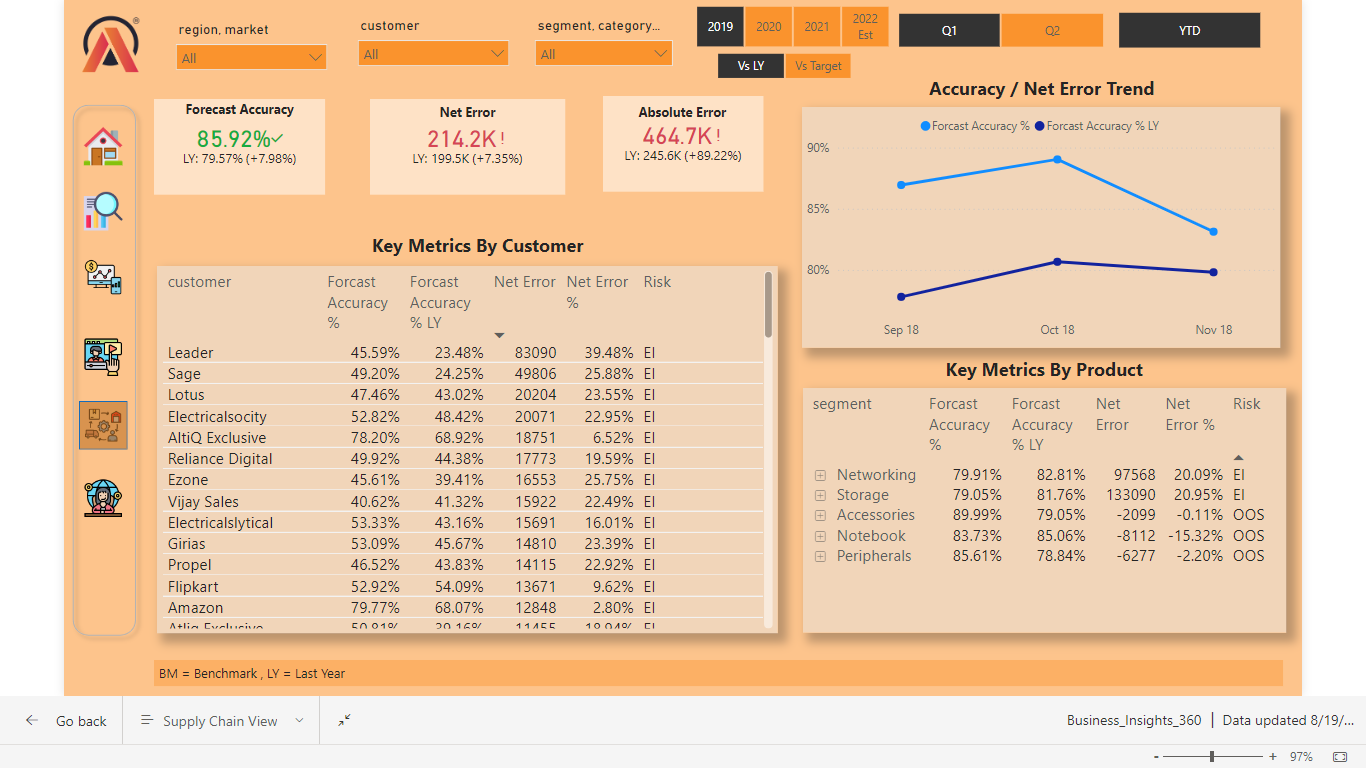 region, market
All
customer
All
segment, category...
All
2019
2020
2021
2022
Est
Q1
Q2
YTD
Vs LY
Vs Target
Forecast Accuracy
85.92%
LY: 79.57% (+7.98%)
Net Error
214.2K !
LY: 199.5K (+7.35%)
Absolute Error
464.7K !
LY: 245.6K (+89.22%)
Accuracy / Net Error Trend
Forcast Accuracy % Forcast Accuracy % LY
90%
85%
80%
Sep 18 Oct 18 Nov 18
Key Metrics By Customer
customer Forcast Accuracy % Forcast Accuracy % LY Net Error Net Error % Risk
Leader 45.59% 23.48% 83090 39.48% EI
Sage 49.20% 24.25% 49806 25.88% EI
Lotus 47.46% 43.02% 20204 23.55% EI
Electricalsocity 52.82% 48.42% 20071 22.95% EI
AltiQ Exclusive 78.20% 68.92% 18751 6.52% EI
Reliance Digital 49.92% 44.38% 17773 19.59% EI
Ezone 45.61% 39.41% 16553 25.75% EI
Vijay Sales 40.62% 41.32% 15922 22.49% EI
Electricalslytical 53.33% 43.16% 15691 16.01% EI
Girias 53.09% 45.67% 14810 23.39% EI
Propel 46.52% 43.83% 14115 22.92% EI
Flipkart 52.92% 54.09% 13671 9.62% EI
Amazon 79.77% 68.07% 12848 2.80% EI
Atliq Exclusive 50.81% 39.16% 11455 18.94% EI
Key Metrics By Product
segment Forcast Accuracy % Forcast Accuracy % LY Net Error Net Error % Risk
Networking 79.91% 82.81% 97568 20.09% EI
Storage 79.05% 81.76% 133090 20.95% EI
Accessories 89.99% 79.05% -2099 -0.11% OOS
Notebook 83.73% 85.06% -8112 -15.32% OOS
Peripherals 85.61% 78.84% -6277 -2.20% OOS
BM = Benchmark , LY = Last Year
Go back
Supply Chain View
Business_Insights_360 | Data updated 8/19/...
- + 97%